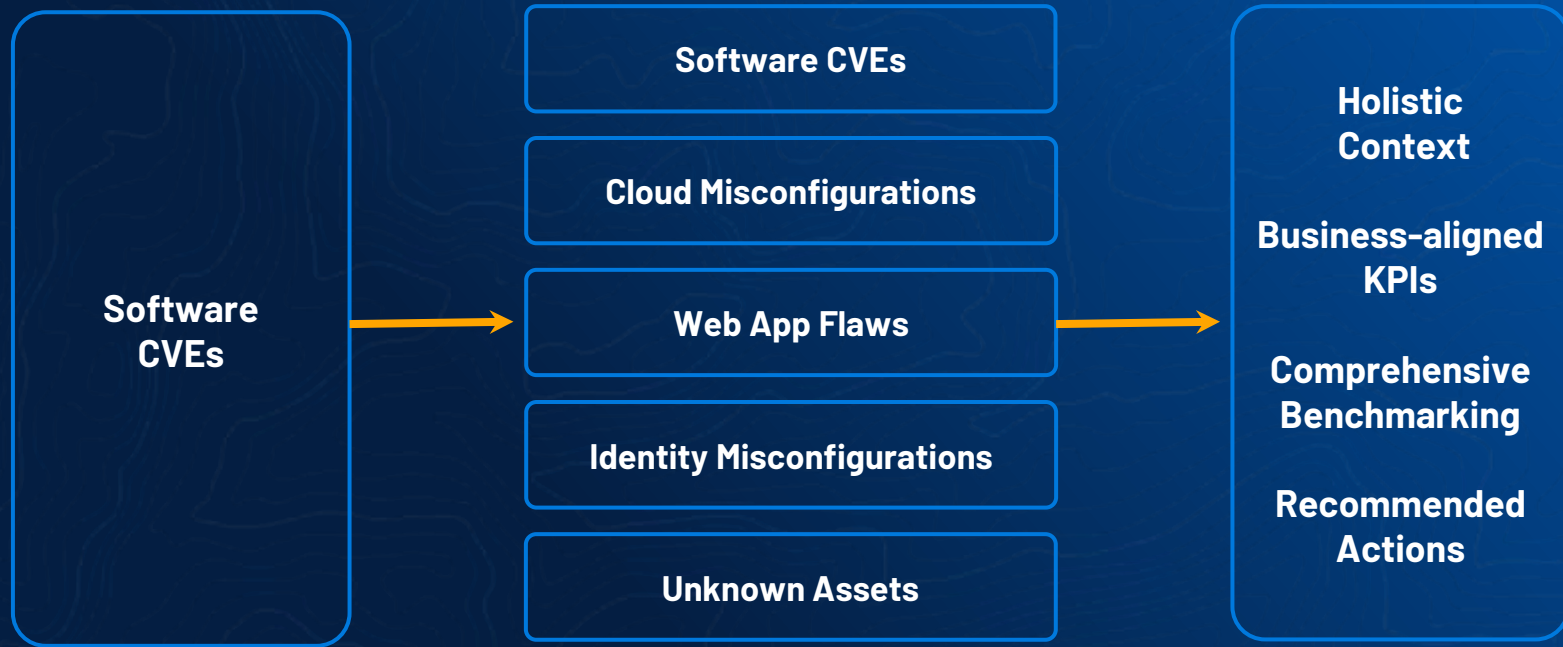 Software
CVEs
Software CVEs
Cloud Misconfigurations
Web App Flaws
Identity Misconfigurations
Unknown Assets
Holistic
Context
Business-aligned
KPIs
Comprehensive
Benchmarking
Recommended
Actions